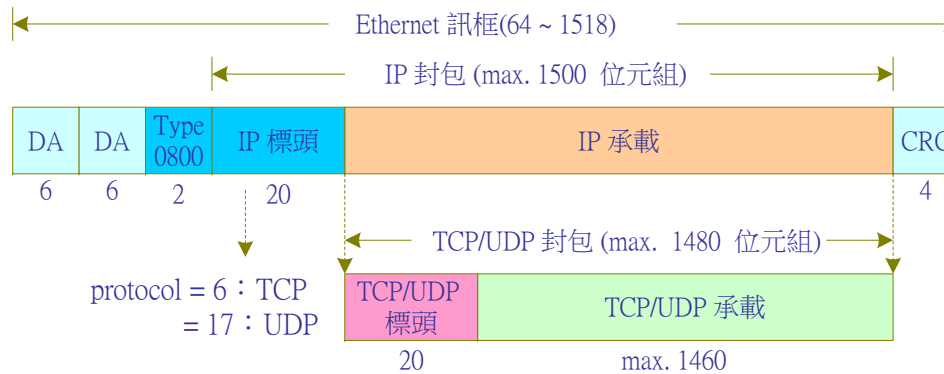 Ethernet 訊框(64 ~ 1518)
IP 封包 (max. 1500 位元組)
DA DA Type 0800 IP 標頭 IP 承載 CRC
6 6 2 20 4
TCP/UDP 封包 (max. 1480 位元組)
protocol = 6：TCP
= 17：UDP
TCP/UDP 標頭 TCP/UDP 承載
20 max. 1460